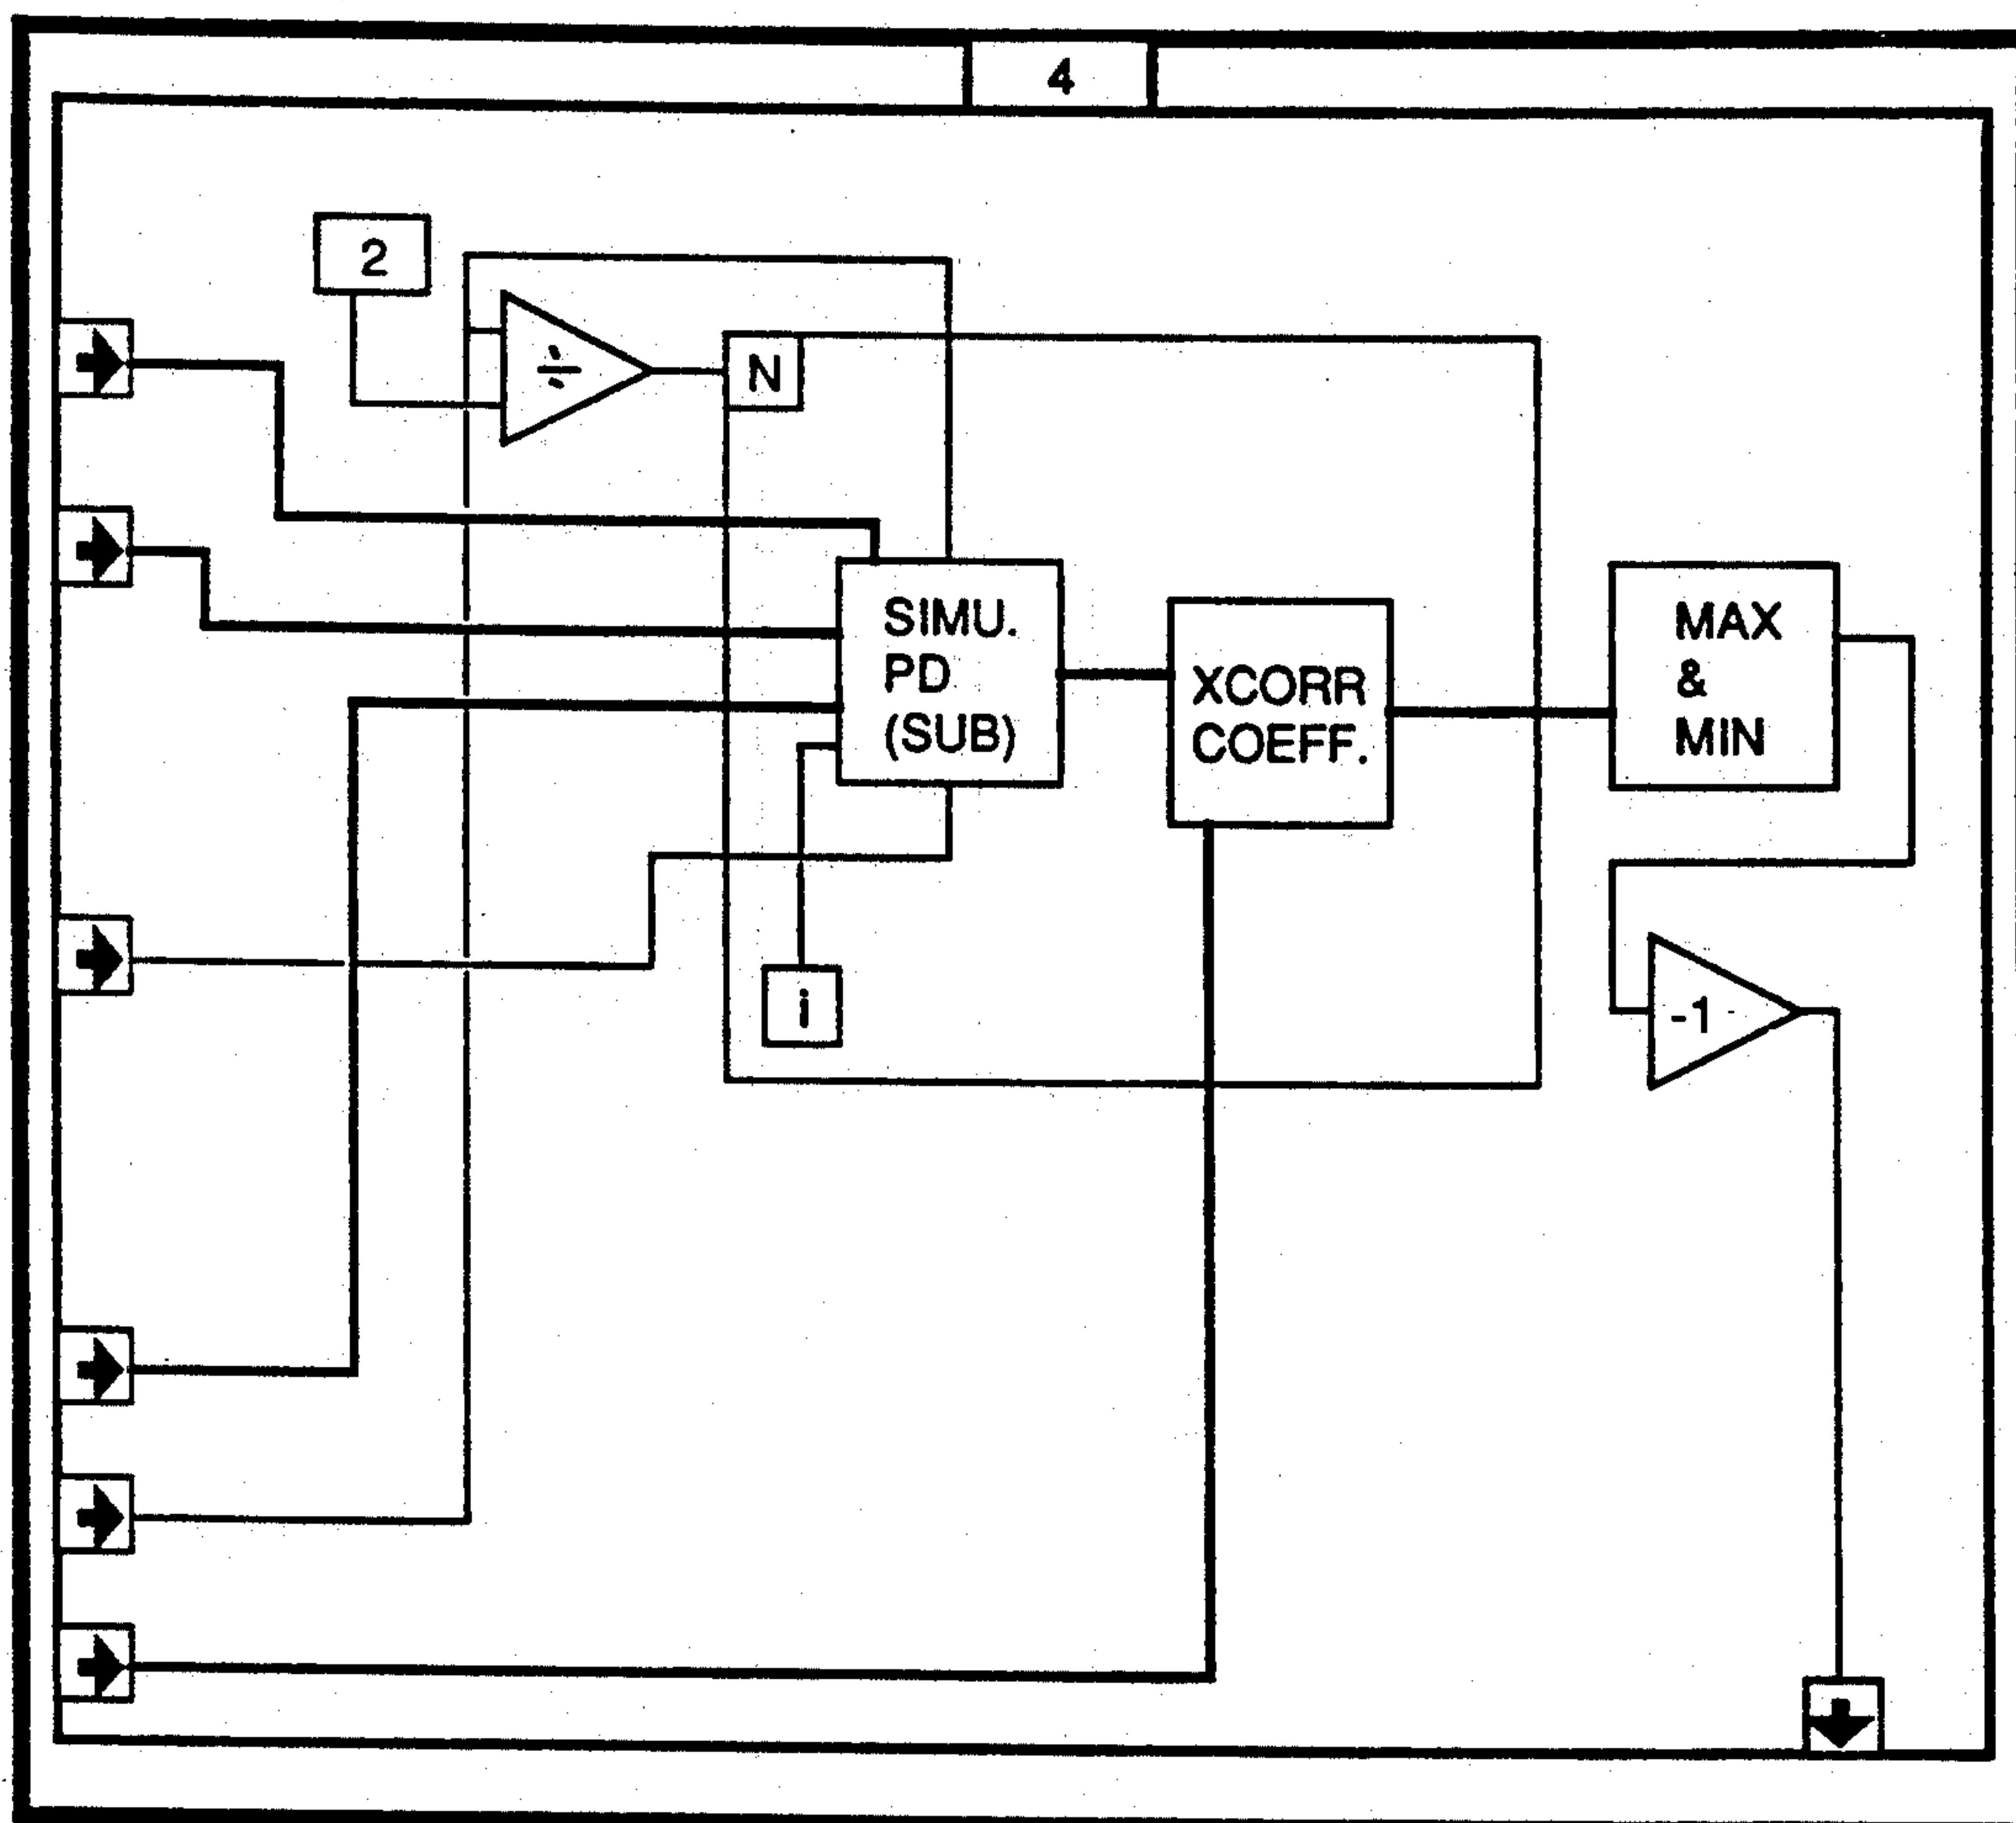 4
2
÷
N
SIMU.
PD
(SUB)
XCORR
COEFF.
MAX
&
MIN
i
-1